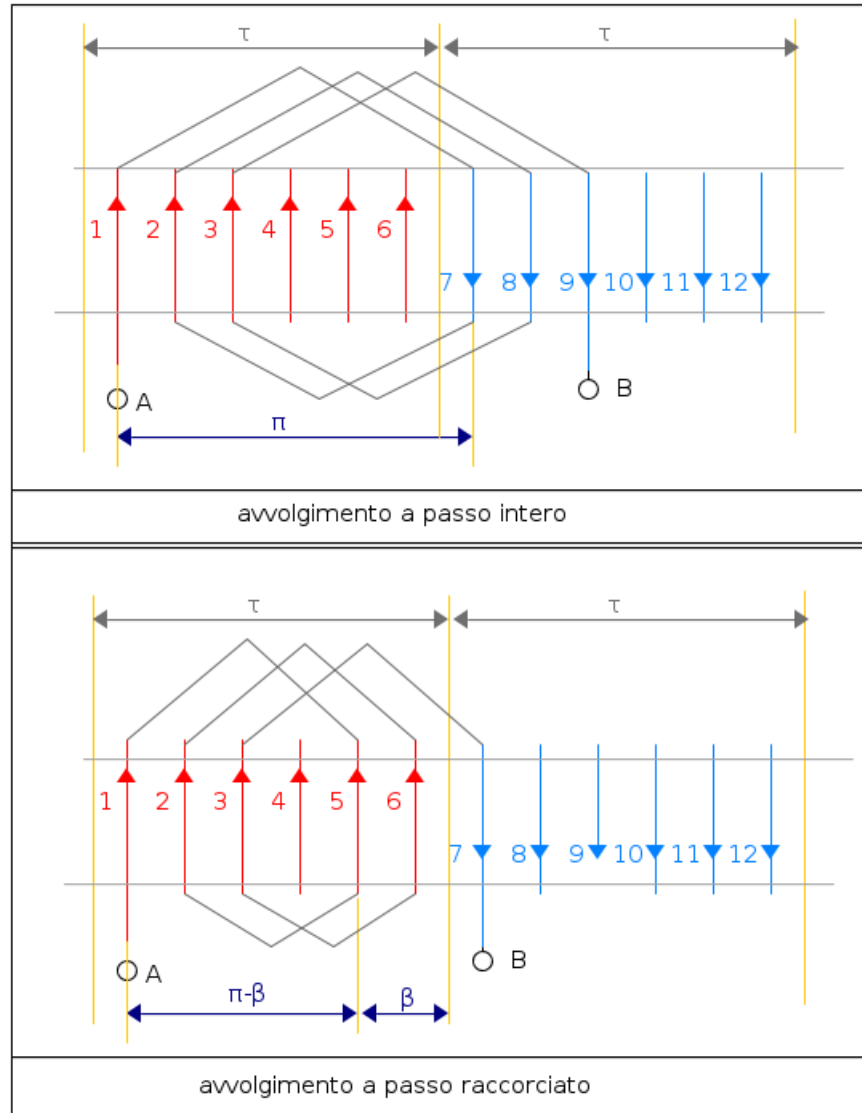 τ τ
1 2 3 4 5 6
7 8 9 10 11 12
A B
π
avvolgimento a passo intero
τ τ
1 2 3 4 5 6
7 8 9 10 11 12
A B
π-β β
avvolgimento a passo raccorciato